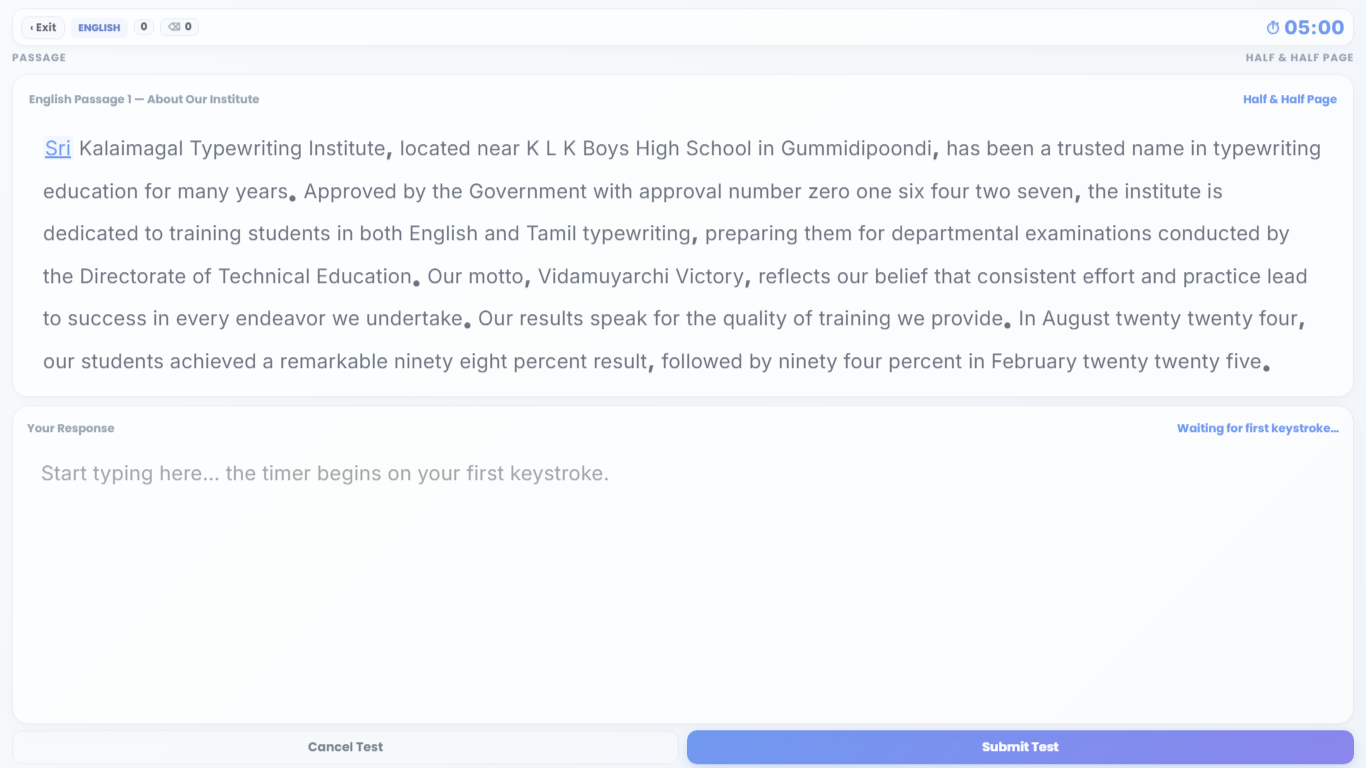 ‹ Exit ENGLISH 0 ⌫ 0 ⏱ 05:00
PASSAGE HALF & HALF PAGE
English Passage 1 — About Our Institute Half & Half Page
Sri Kalaimagal Typewriting Institute, located near K L K Boys High School in Gummidipoondi, has been a trusted name in typewriting
education for many years. Approved by the Government with approval number zero one six four two seven, the institute is
dedicated to training students in both English and Tamil typewriting, preparing them for departmental examinations conducted by
the Directorate of Technical Education. Our motto, Vidamuyarchi Victory, reflects our belief that consistent effort and practice lead
to success in every endeavor we undertake. Our results speak for the quality of training we provide. In August twenty twenty four,
our students achieved a remarkable ninety eight percent result, followed by ninety four percent in February twenty twenty five.
Your Response Waiting for first keystroke...
Start typing here... the timer begins on your first keystroke.
Cancel Test Submit Test